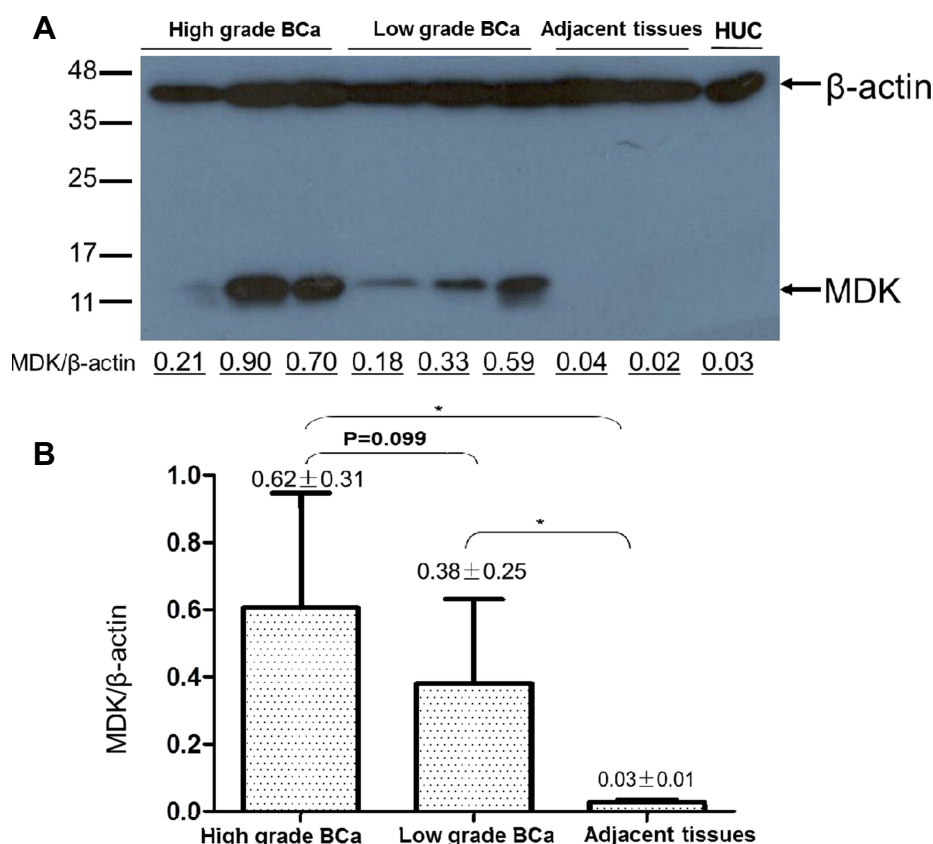 A
High grade BCa Low grade BCa Adjacent tissues HUC
48
β-actin
35
25
17
MDK
11
MDK/β-actin 0.21 0.90 0.70 0.18 0.33 0.59 0.04 0.02 0.03
B
*
P=0.099
0.62±0.31
*
0.38±0.25
0.03±0.01
MDK/β-actin
1.0
0.8
0.6
0.4
0.2
0.0
High grade BCa Low grade BCa Adjacent tissues